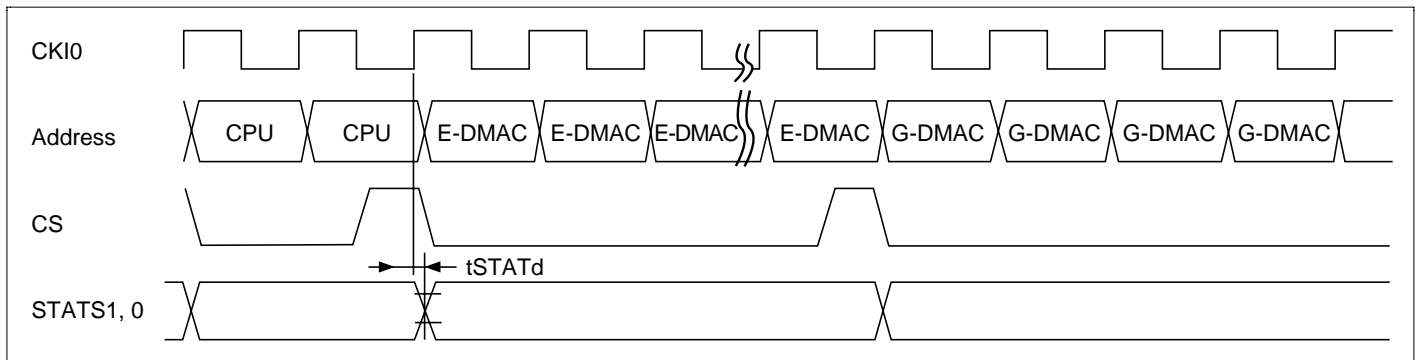 CKI0
Address CPU CPU E-DMAC E-DMAC E-DMAC E-DMAC G-DMAC G-DMAC G-DMAC G-DMAC
CS
tSTATd
STATS1, 0